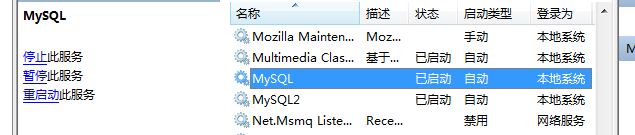 MySQL
停止此服务
暂停此服务
重启动此服务
名称 描述 状态 启动类型 登录为
Mozilla Mainten... Moz... 手动 本地系统
Multimedia Clas... 基于... 已启动 自动 本地系统
MySQL 已启动 自动 本地系统
MySQL2 已启动 自动 本地系统
Net.Msmq Liste... Rece... 禁用 网络服务
M